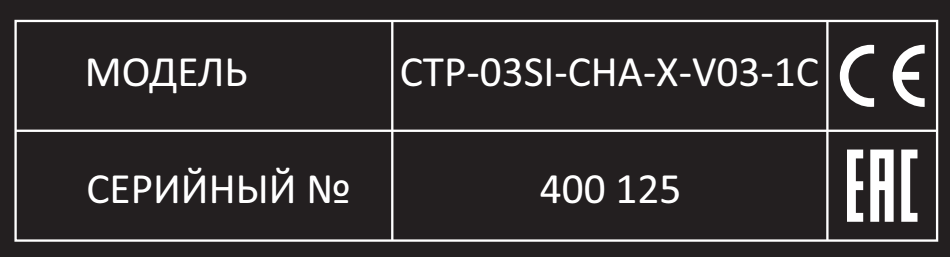 МОДЕЛЬ CTP-03SI-CHA-X-V03-1C CE
СЕРИЙНЫЙ № 400 125 EAC